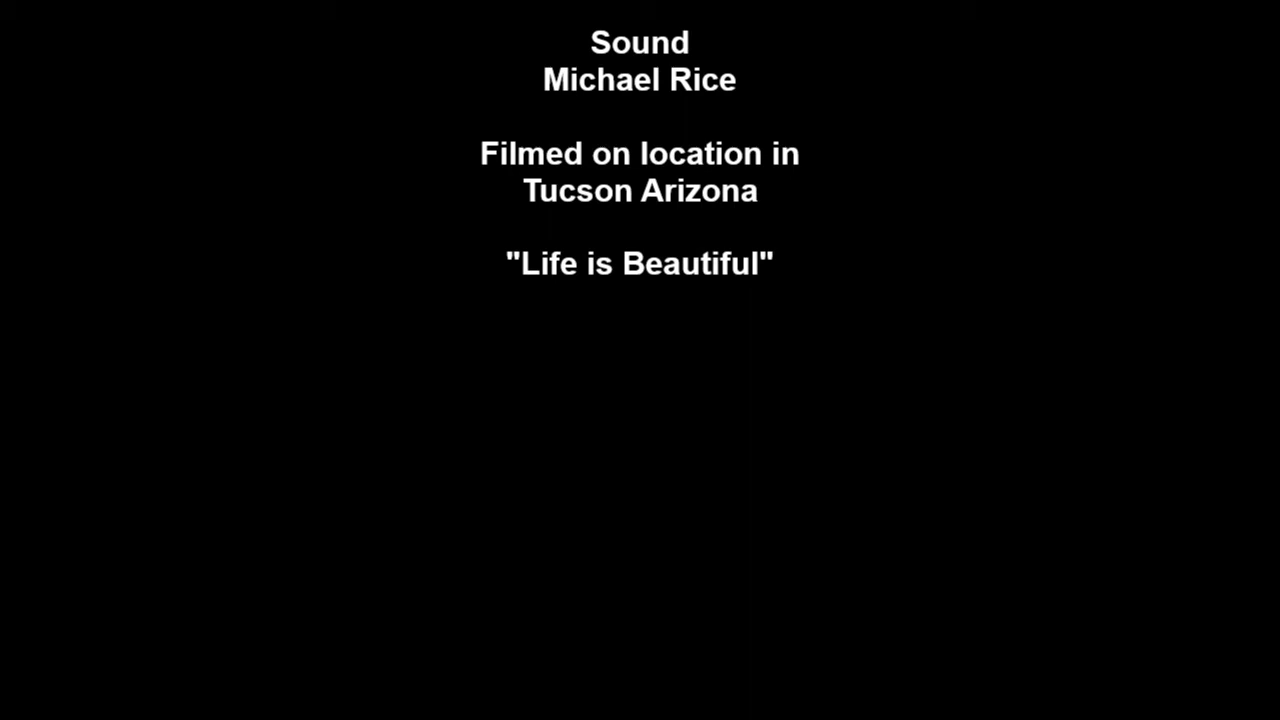 Sound
Michael Rice
Filmed on location in
Tucson Arizona
"Life is Beautiful"